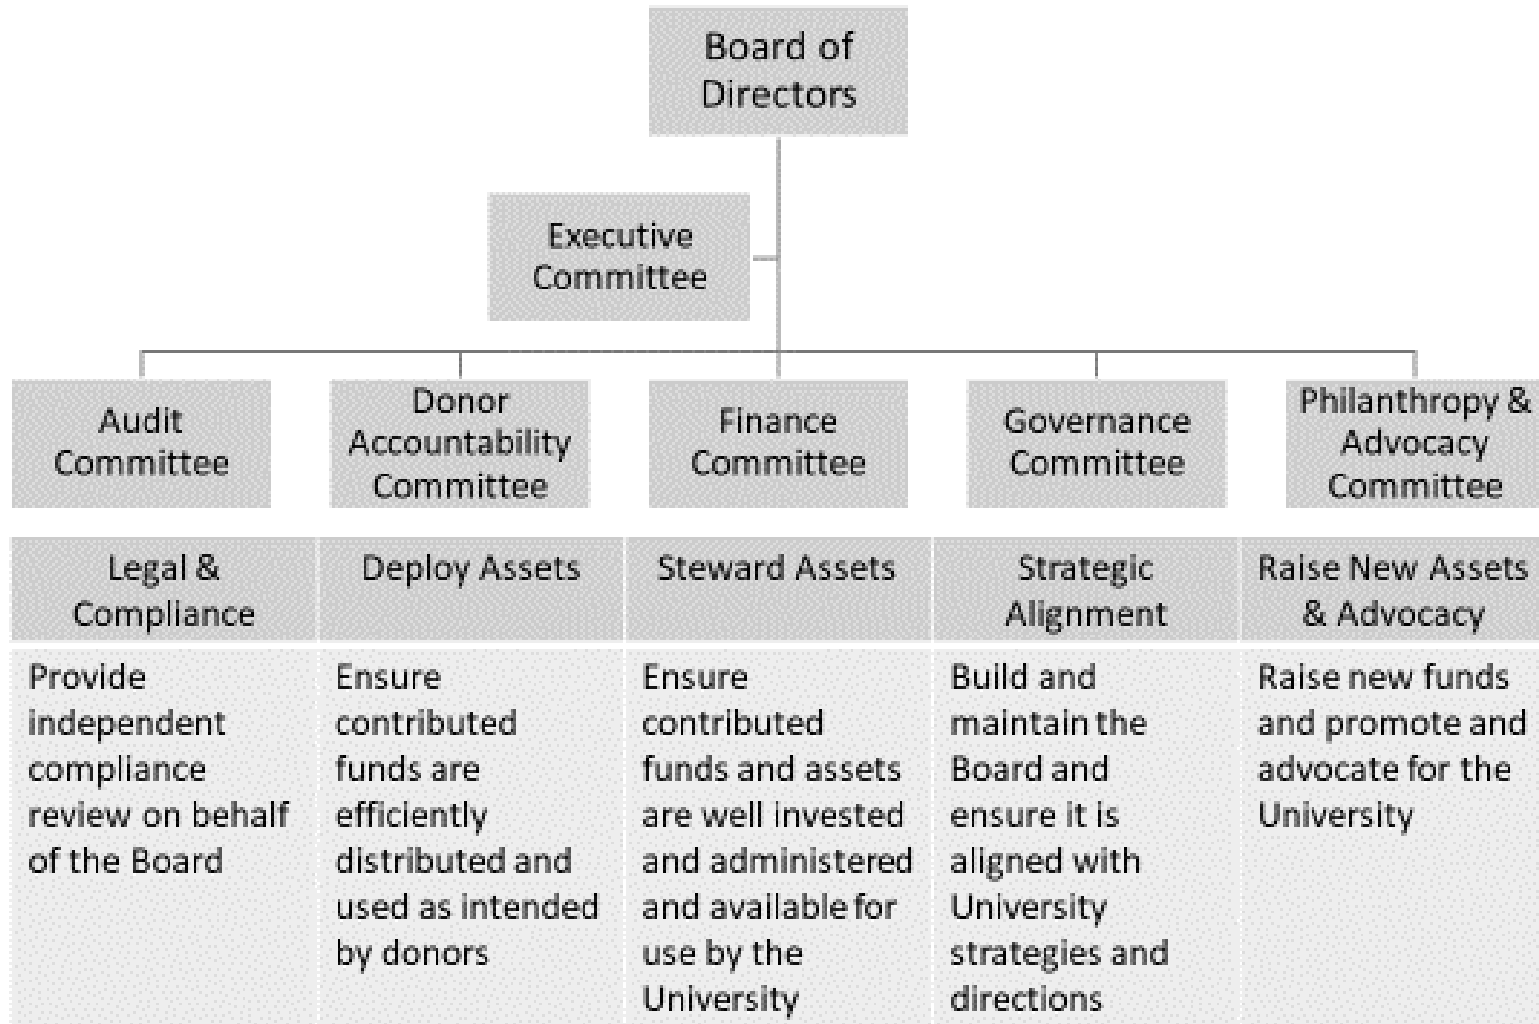 Board of
Directors
Executive
Committee
Audit
Committee
Donor
Accountability
Committee
Finance
Committee
Governance
Committee
Philanthropy &
Advocacy
Committee
Legal &
Compliance
Deploy Assets
Steward Assets
Strategic
Alignment
Raise New Assets
& Advocacy
Provide
independent
compliance
review on behalf
of the Board
Ensure
contributed
funds are
efficiently
distributed and
used as intended
by donors
Ensure
contributed
funds and assets
are well invested
and administered
and available for
use by the
University
Build and
maintain the
Board and
ensure it is
aligned with
University
strategies and
directions
Raise new funds
and promote and
advocate for the
University